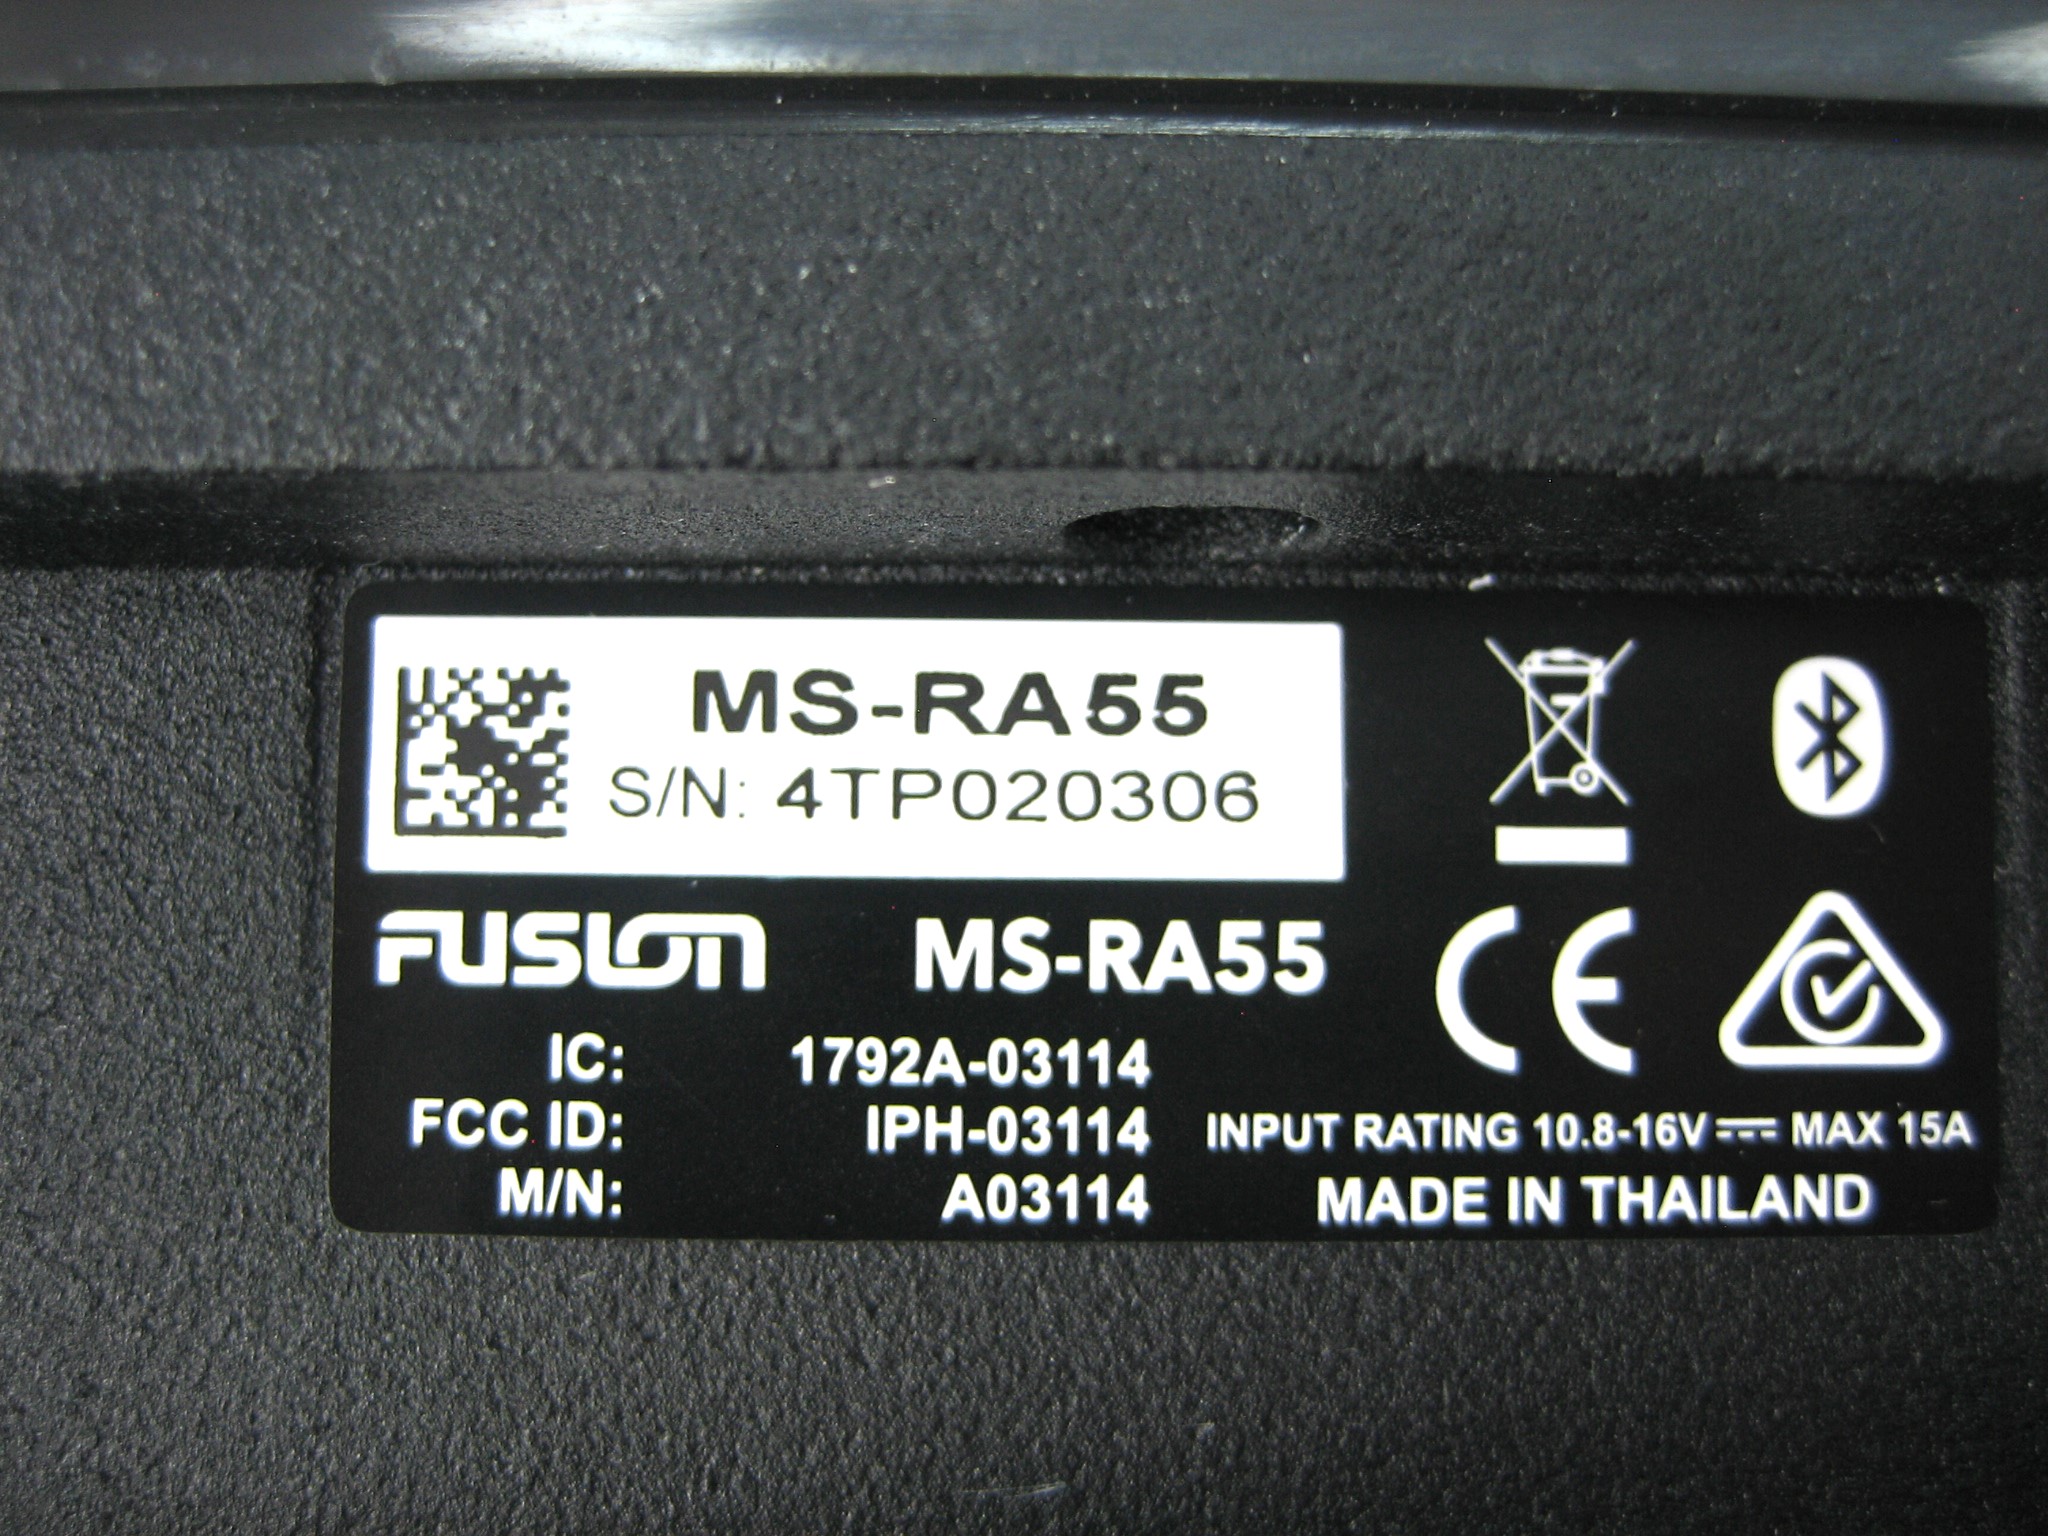 MS-RA55
S/N: 4TP020306
FUSION MS-RA55
IC: 1792A-03114
FCC ID: IPH-03114
M/N: A03114
CE
INPUT RATING 10.8-16V ⎓ MAX 15A
MADE IN THAILAND